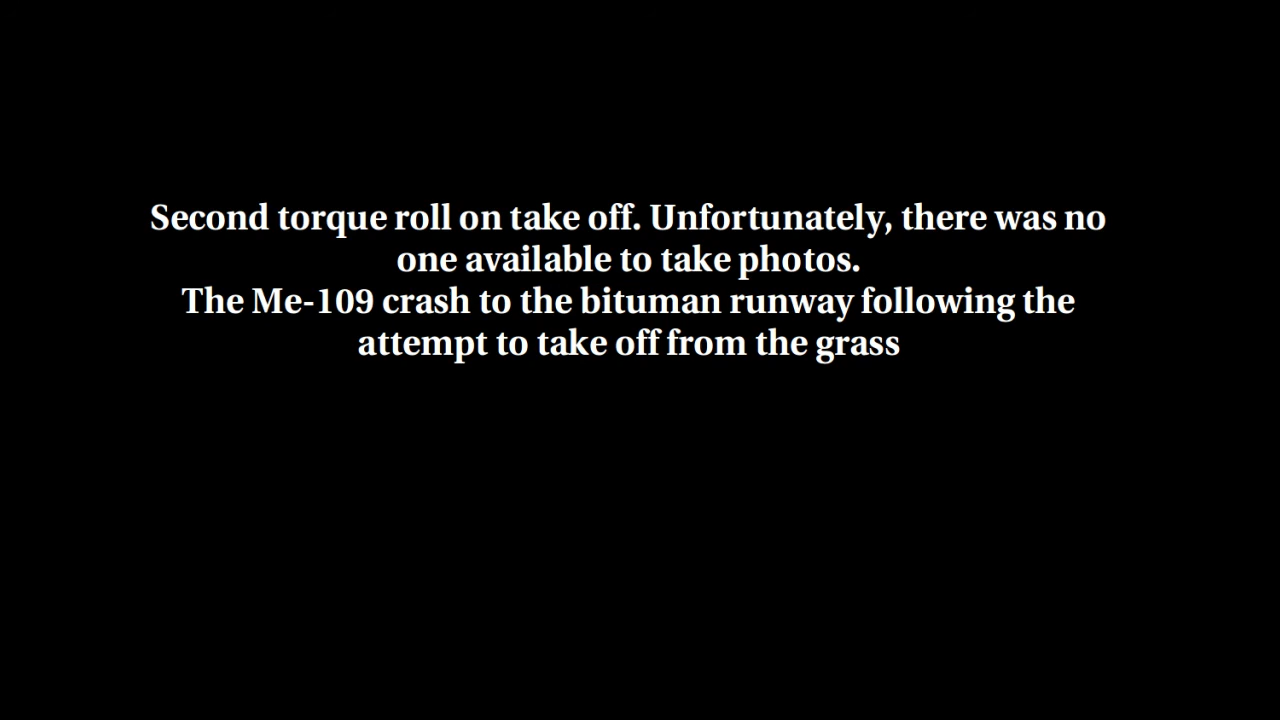 Second torque roll on take off. Unfortunately, there was no
one available to take photos.
The Me-109 crash to the bituman runway following the
attempt to take off from the grass